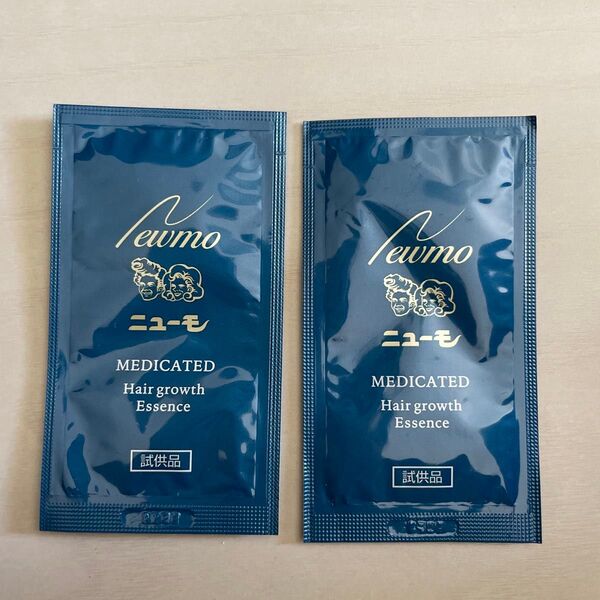 Newmo
ニューモ
MEDICATED
Hair growth
Essence
試供品
Newmo
ニューモ
MEDICATED
Hair growth
Essence
試供品